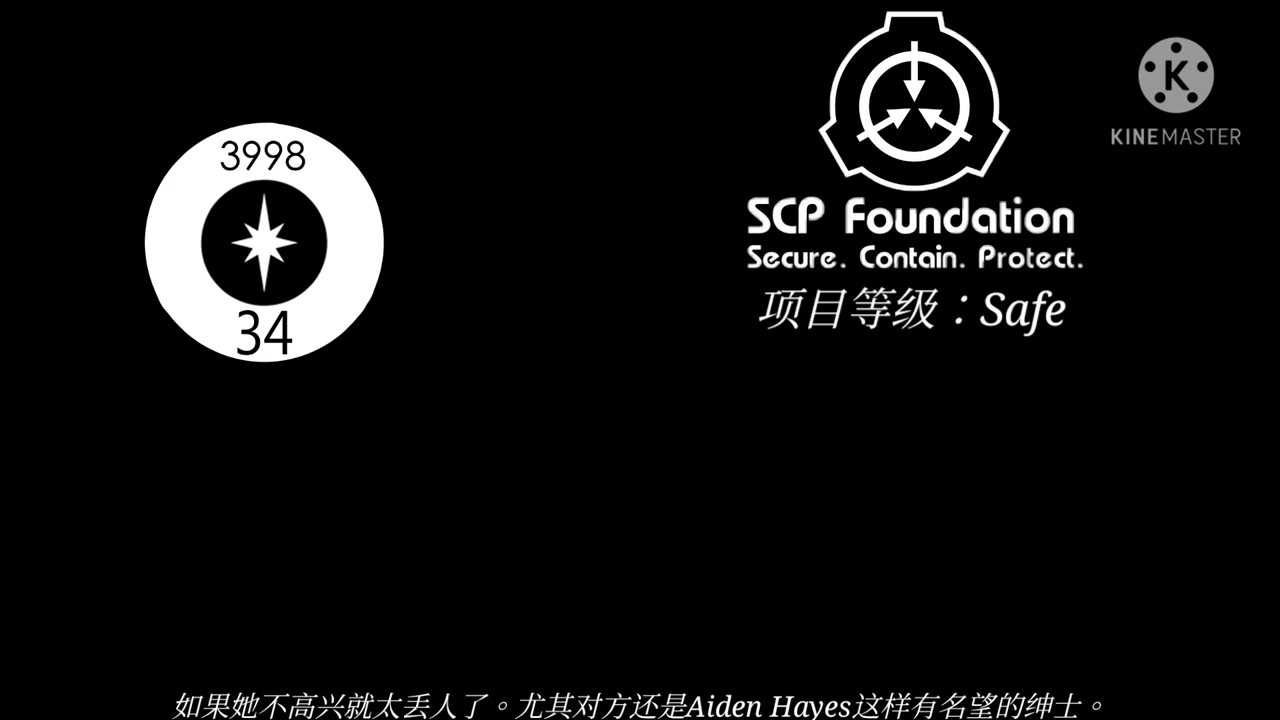 3998
34
SCP Foundation
Secure. Contain. Protect.
项目等级：Safe
K
KINEMASTER
如果她不高兴就太丢人了。尤其对方还是Aiden Hayes这样有名望的绅士。